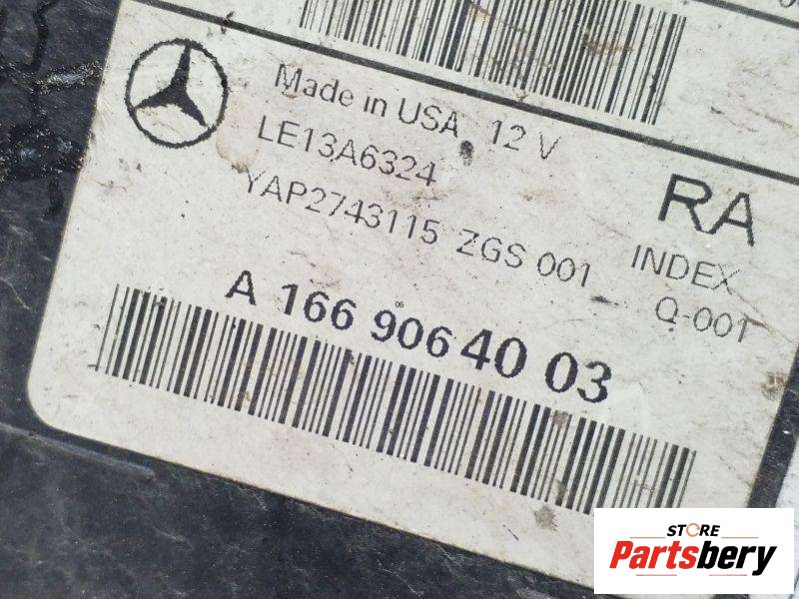 Made in USA 12 V
LE13A6324
RA
YAP2743115 ZGS 001
INDEX
Q-001
A 166 906 40 03
STORE
Partsbery